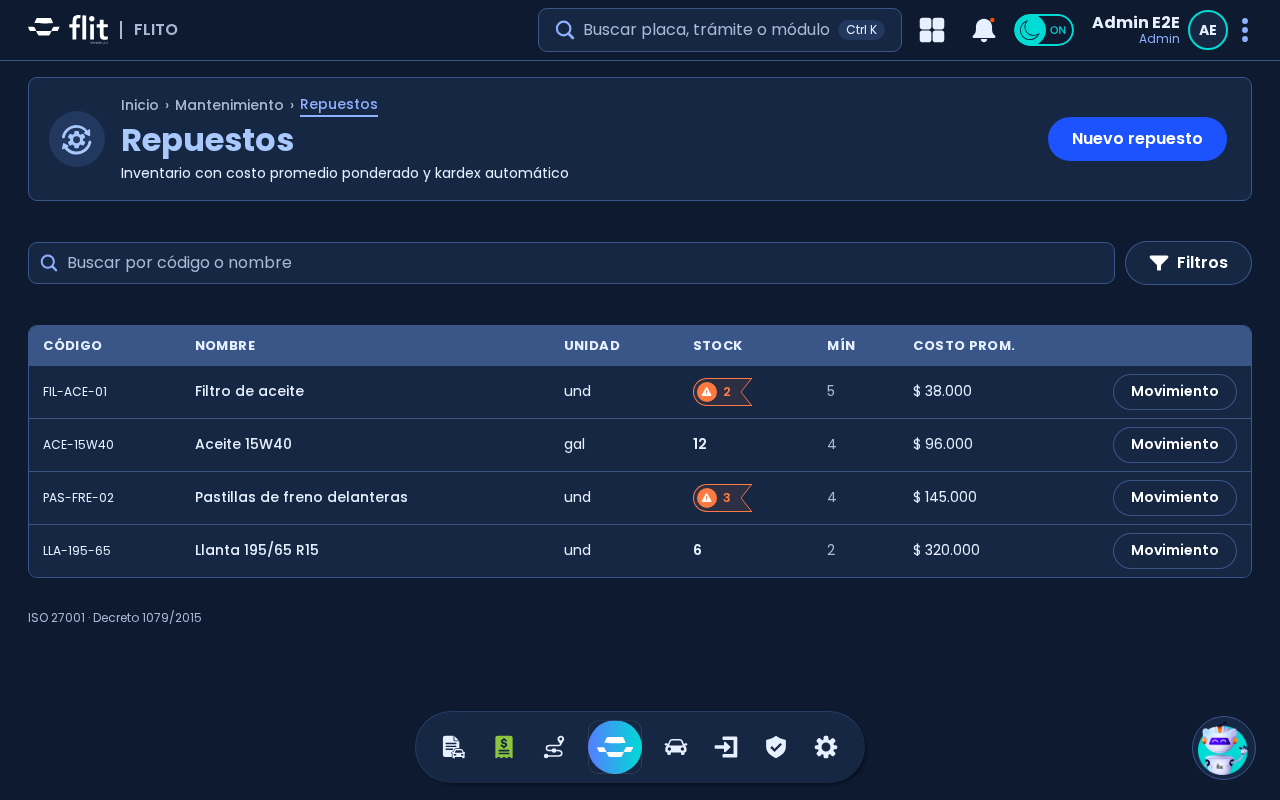 flit | FLITO
Buscar placa, trámite o módulo Ctrl K
ON
Admin E2E
Admin
AE
Inicio › Mantenimiento › Repuestos
Repuestos
Inventario con costo promedio ponderado y kardex automático
Nuevo repuesto
Buscar por código o nombre
Filtros
CÓDIGO NOMBRE UNIDAD STOCK MÍN COSTO PROM.
FIL-ACE-01 Filtro de aceite und 2 5 $ 38.000 Movimiento
ACE-15W40 Aceite 15W40 gal 12 4 $ 96.000 Movimiento
PAS-FRE-02 Pastillas de freno delanteras und 3 4 $ 145.000 Movimiento
LLA-195-65 Llanta 195/65 R15 und 6 2 $ 320.000 Movimiento
ISO 27001 · Decreto 1079/2015